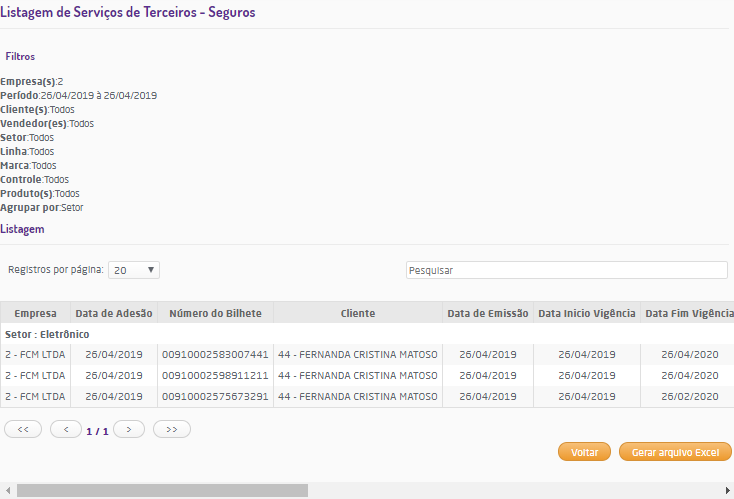 Listagem de Serviços de Terceiros - Seguros
Filtros
Empresa(s):2
Período:26/04/2019 à 26/04/2019
Cliente(s):Todos
Vendedor(es):Todos
Setor:Todos
Linha:Todos
Marca:Todos
Controle:Todos
Produto(s):Todos
Agrupar por:Setor
Listagem
Registros por página: 20 Pesquisar
Empresa Data de Adesão Número do Bilhete Cliente Data de Emissão Data Inicio Vigência Data Fim Vigência
Setor : Eletrônico
2 - FCM LTDA 26/04/2019 00910002583007441 44 - FERNANDA CRISTINA MATOSO 26/04/2019 26/04/2019 26/04/2020
2 - FCM LTDA 26/04/2019 00910002598911211 44 - FERNANDA CRISTINA MATOSO 26/04/2019 26/04/2019 26/04/2020
2 - FCM LTDA 26/04/2019 00910002575673291 44 - FERNANDA CRISTINA MATOSO 26/04/2019 26/04/2019 26/02/2020
<< < 1 / 1 > >>
Voltar Gerar arquivo Excel